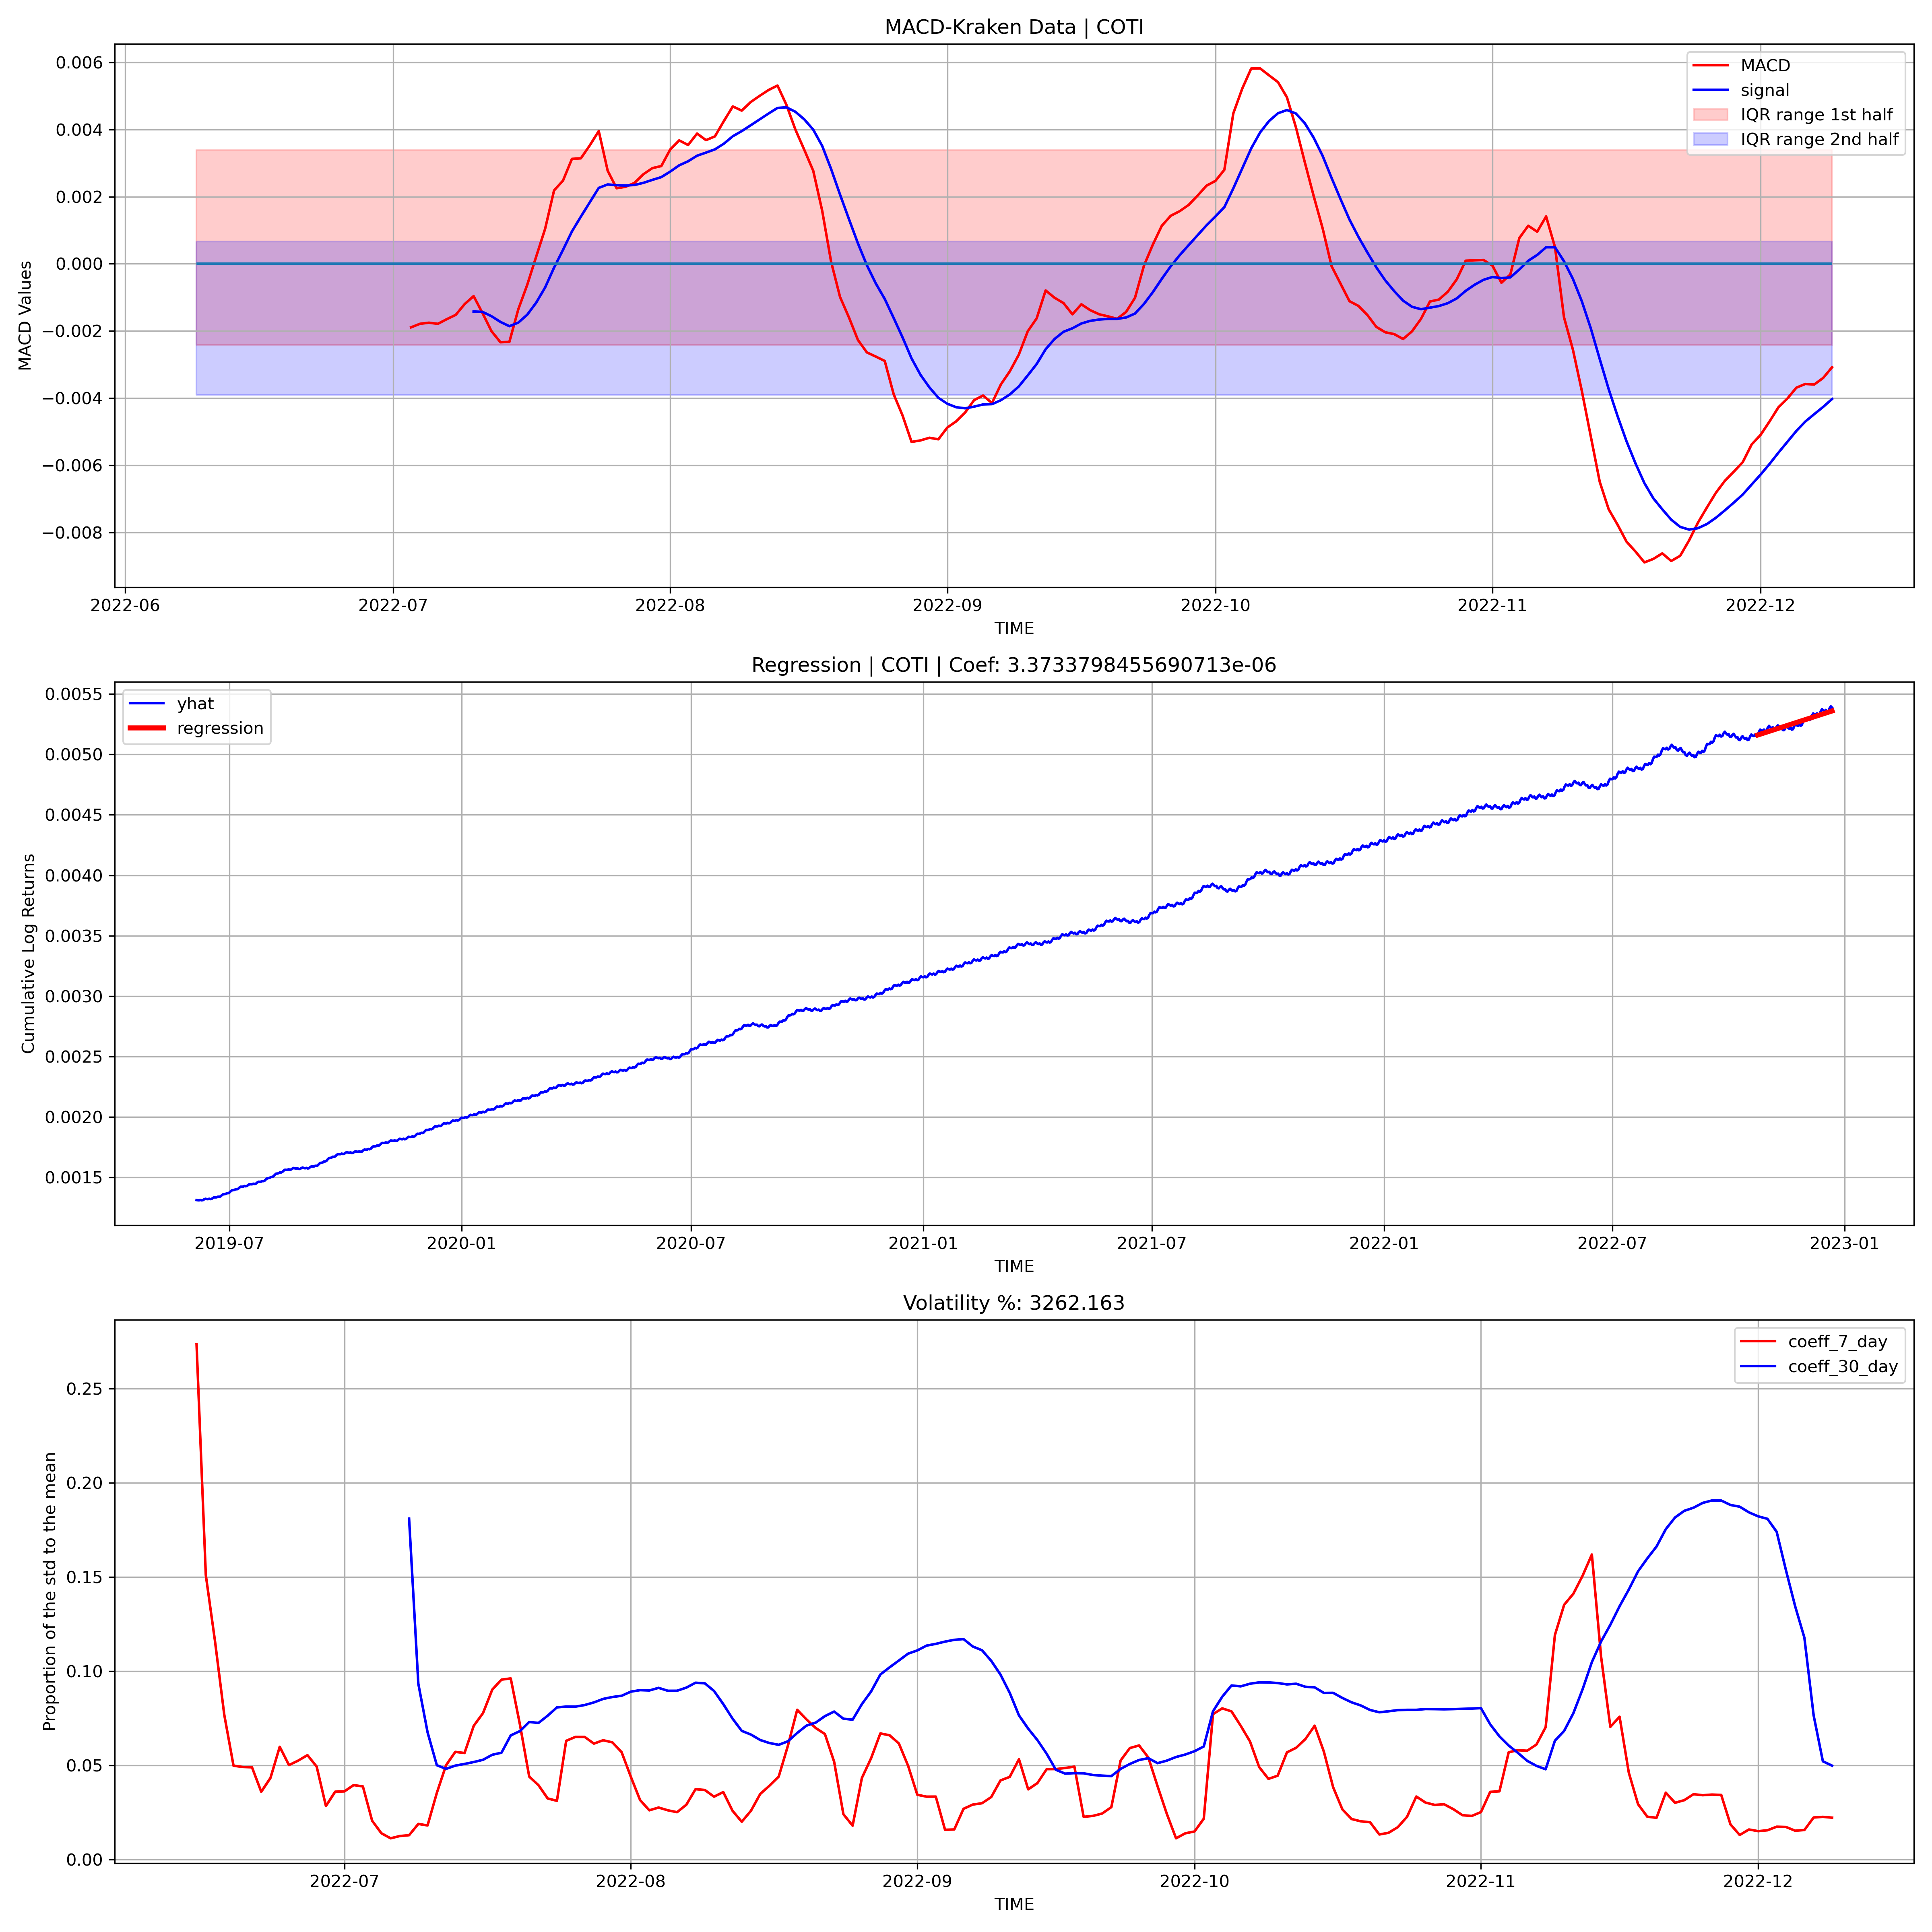 MACD-Kraken Data | COTI
MACD
signal
IQR range 1st half
IQR range 2nd half
MACD Values
0.006
0.004
0.002
0.000
−0.002
−0.004
−0.006
−0.008
2022-06 2022-07 2022-08 2022-09 2022-10 2022-11 2022-12
TIME
Regression | COTI | Coef: 3.3733798455690713e-06
yhat
regression
Cumulative Log Returns
0.0055
0.0050
0.0045
0.0040
0.0035
0.0030
0.0025
0.0020
0.0015
2019-07 2020-01 2020-07 2021-01 2021-07 2022-01 2022-07 2023-01
TIME
Volatility %: 3262.163
coeff_7_day
coeff_30_day
Proportion of the std to the mean
0.25
0.20
0.15
0.10
0.05
0.00
2022-07 2022-08 2022-09 2022-10 2022-11 2022-12
TIME